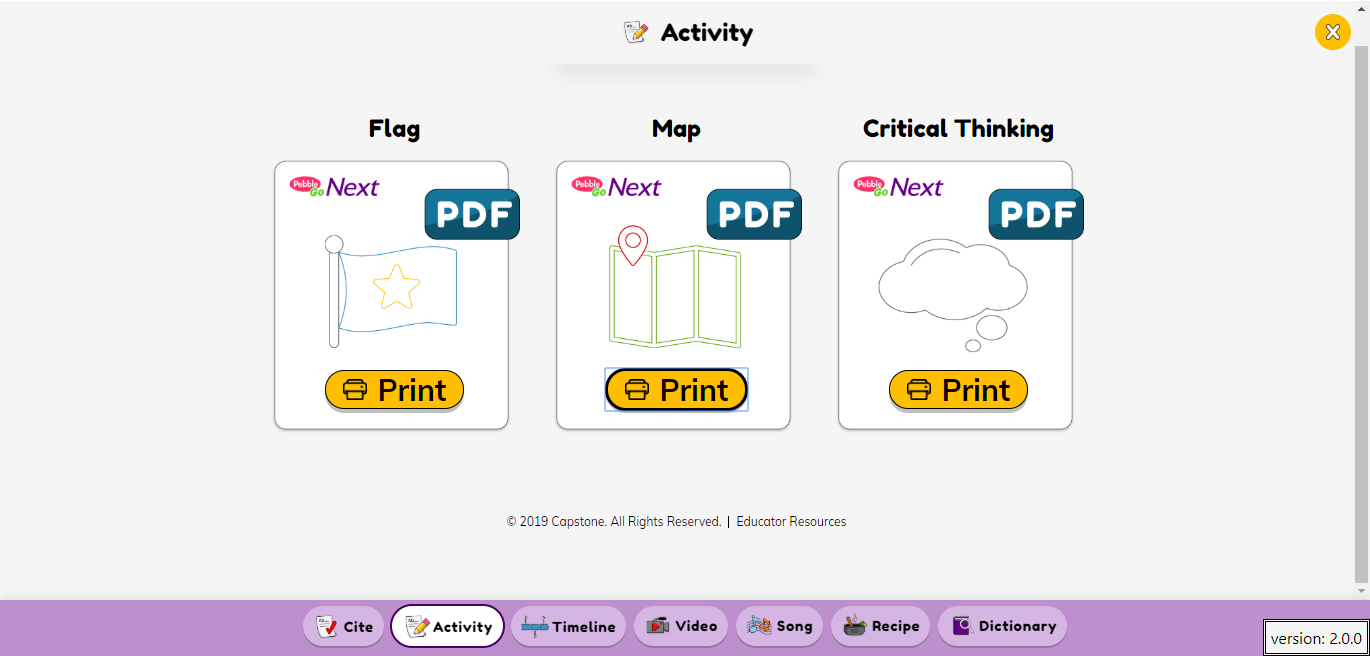 Activity
Flag
Map
Critical Thinking
Pebble Go Next
PDF
Print
Pebble Go Next
PDF
Print
Pebble Go Next
PDF
Print
© 2019 Capstone. All Rights Reserved. | Educator Resources
Cite
Activity
Timeline
Video
Song
Recipe
Dictionary
version: 2.0.0